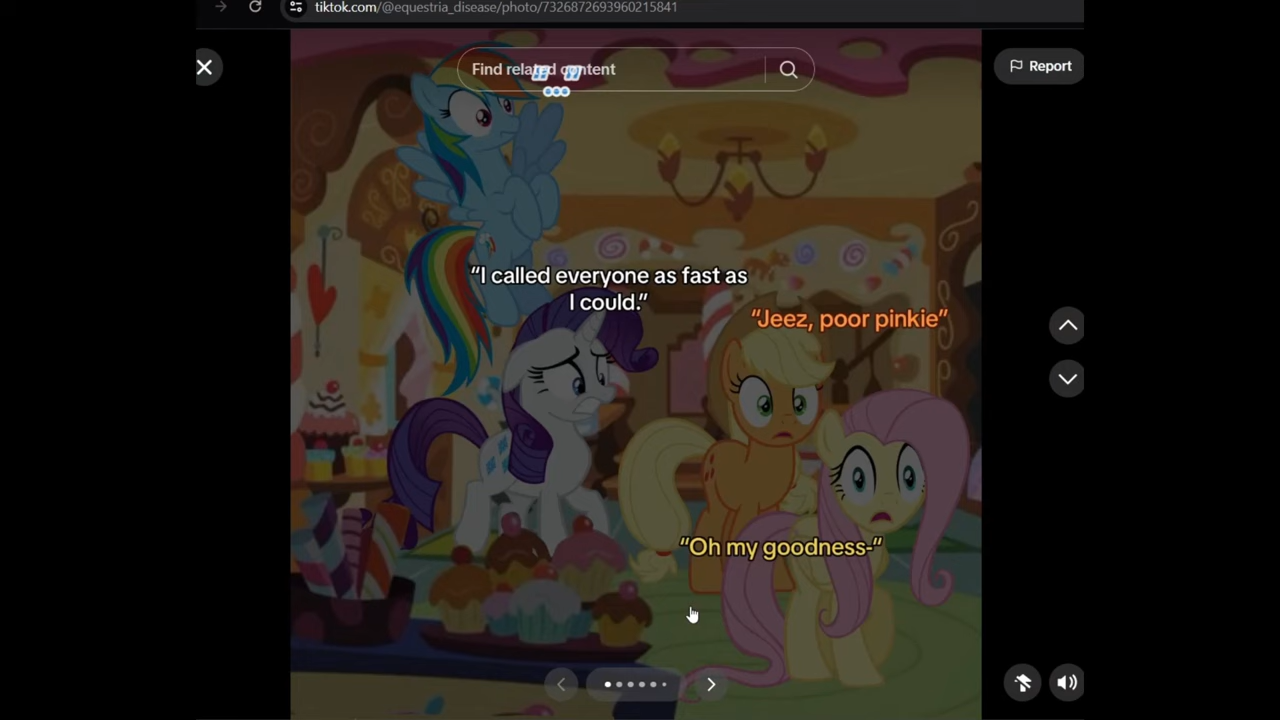 tiktok.com/@equestria_disease/photo/7326872693960215841
Find related content
Report
" "
...
“I called everyone as fast as
I could.”
“Jeez, poor pinkie”
“Oh my goodness-“